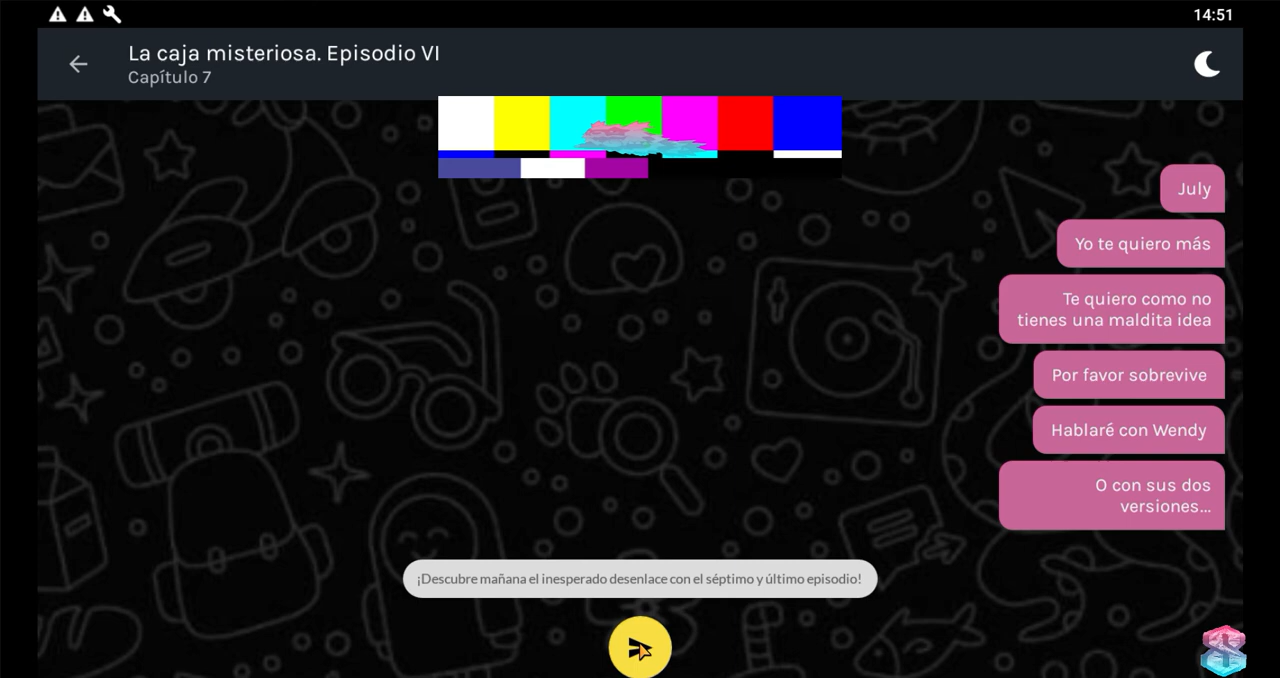 14:51
La caja misteriosa. Episodio VI
Capítulo 7
July
Yo te quiero más
Te quiero como no
tienes una maldita idea
Por favor sobrevive
Hablaré con Wendy
O con sus dos
versiones...
¡Descubre mañana el inesperado desenlace con el séptimo y último episodio!